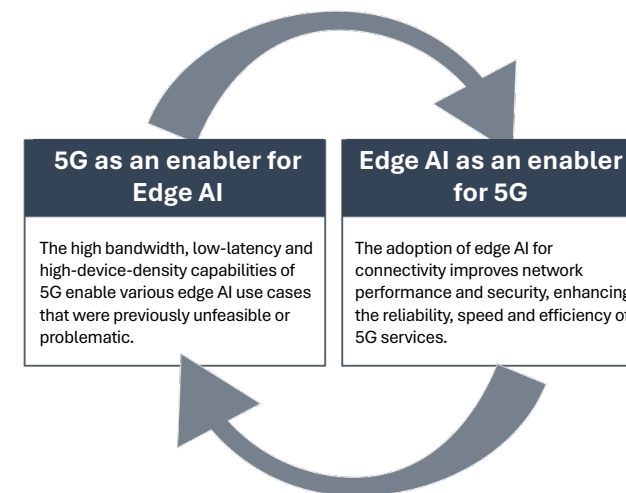 5G as an enabler for
Edge AI
The high bandwidth, low-latency and
high-device-density capabilities of
5G enable various edge AI use cases
that were previously unfeasible or
problematic.
Edge AI as an enabler
for 5G
The adoption of edge AI for
connectivity improves network
performance and security, enhancing
the reliability, speed and efficiency of
5G services.